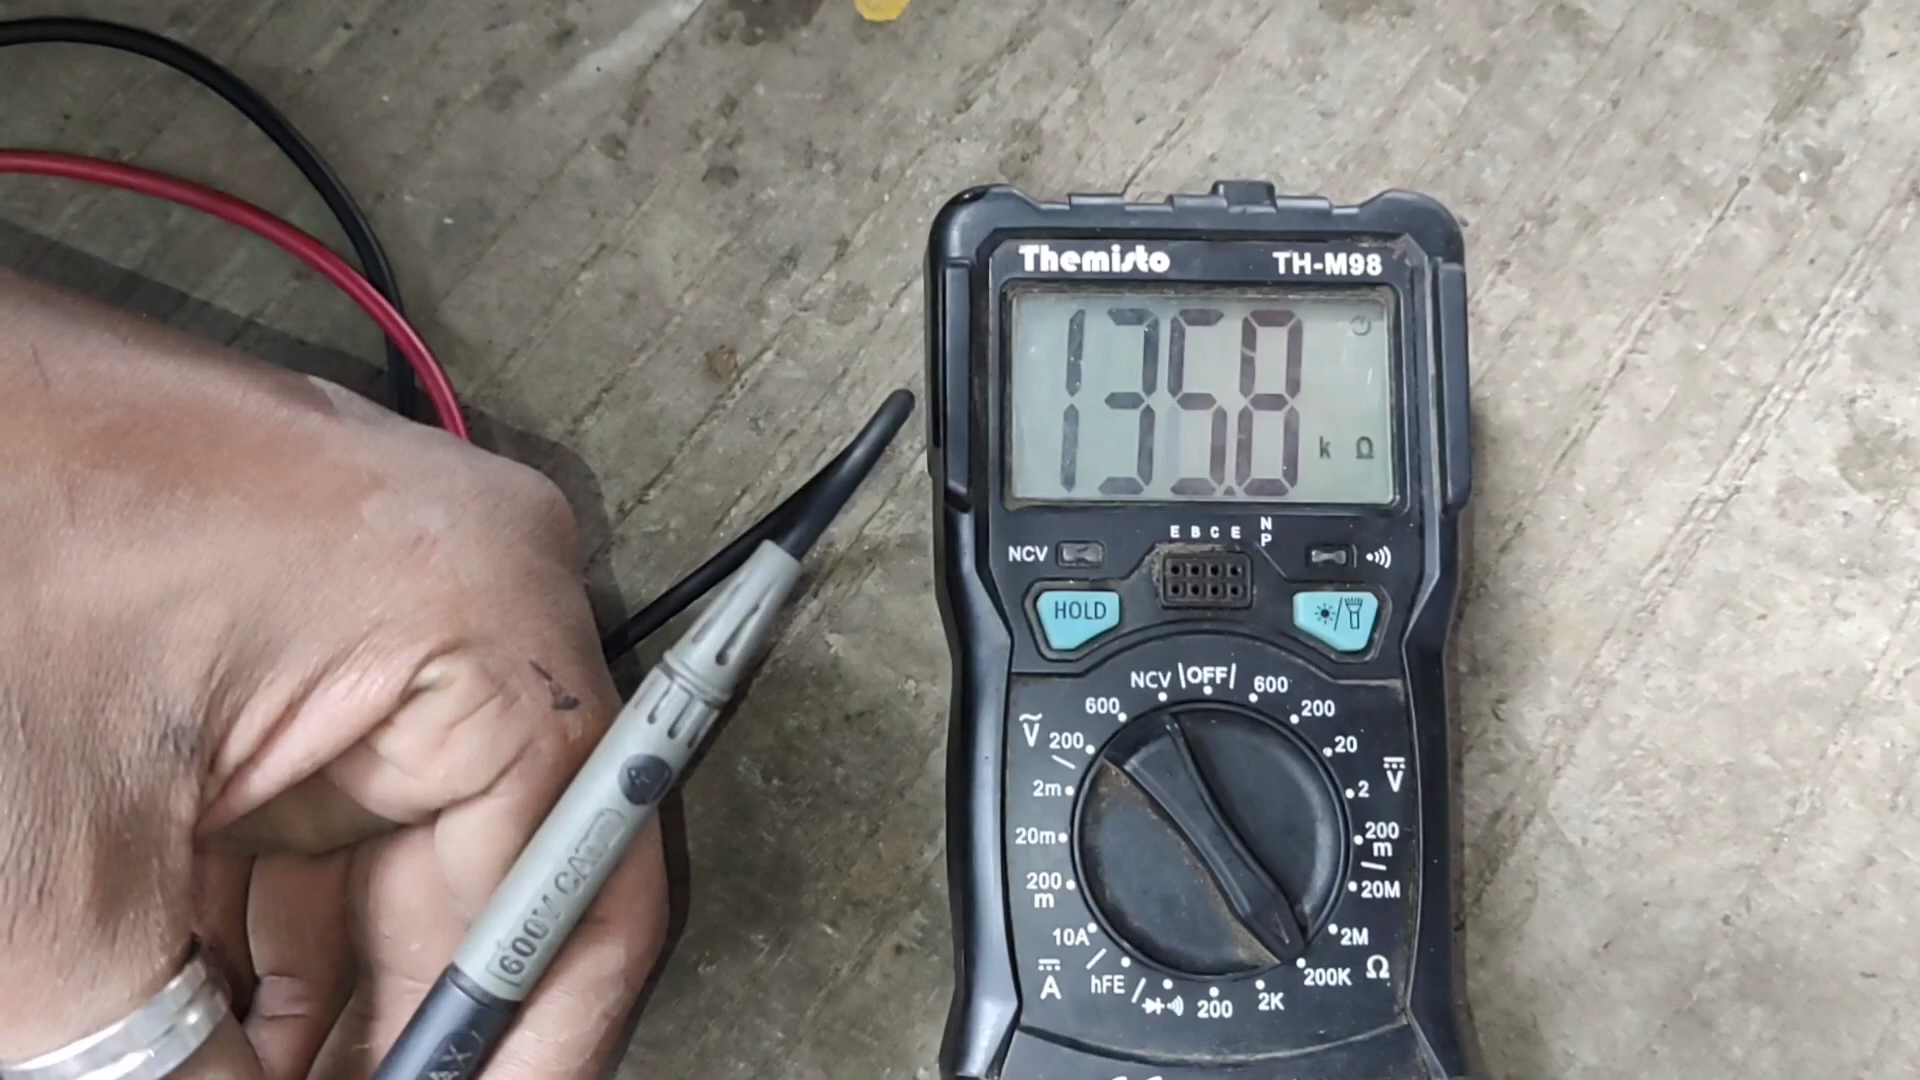 Themisto TH-M98
135.8
k Ω
E B C E N P
NCV
HOLD
NCV OFF 600
600 200
Ṽ 200 20
2m 2 V
20m 200 m
200 m 20M
10A 2M
A hFE 200 2K 200K Ω
600V CAT